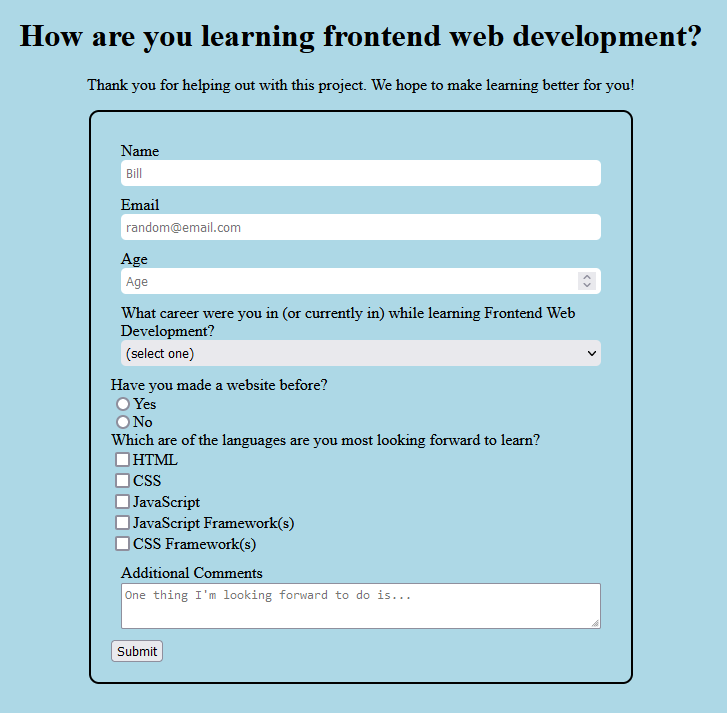 How are you learning frontend web development?
Thank you for helping out with this project. We hope to make learning better for you!
Name
Bill
Email
random@email.com
Age
Age
What career were you in (or currently in) while learning Frontend Web
Development?
(select one)
Have you made a website before?
Yes
No
Which are of the languages are you most looking forward to learn?
HTML
CSS
JavaScript
JavaScript Framework(s)
CSS Framework(s)
Additional Comments
One thing I'm looking forward to do is...
Submit